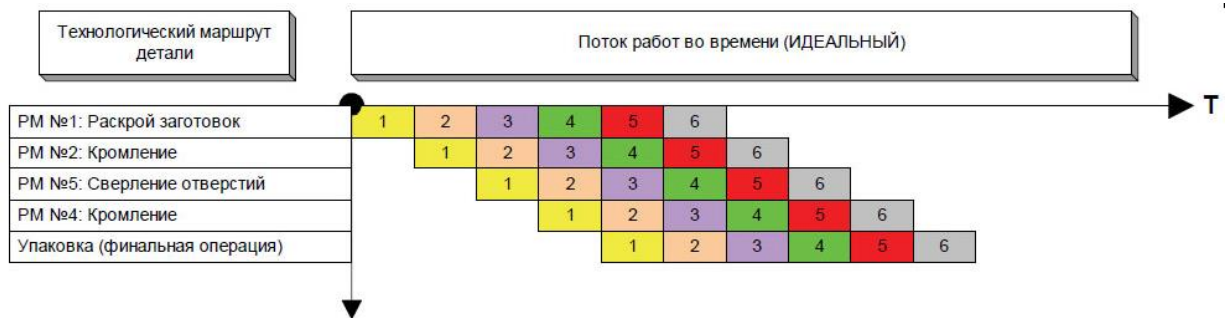 Технологический маршрут
детали
Поток работ во времени (ИДЕАЛЬНЫЙ)
T
РМ №1: Раскрой заготовок
1 2 3 4 5 6
РМ №2: Кромление
1 2 3 4 5 6
РМ №5: Сверление отверстий
1 2 3 4 5 6
РМ №4: Кромление
1 2 3 4 5 6
Упаковка (финальная операция)
1 2 3 4 5 6